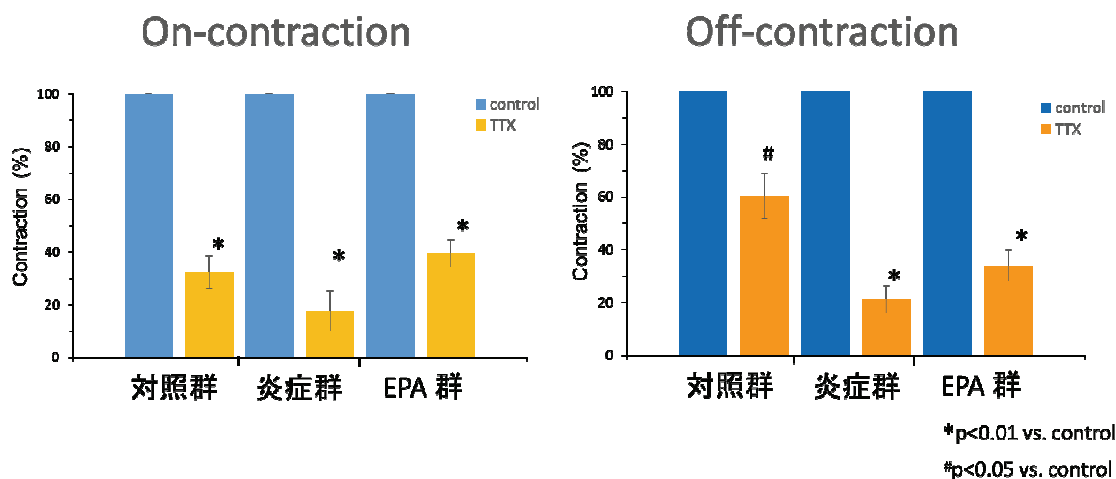 On-contraction
Contraction (%)
100
80
60
40
20
0
control
TTX
*
*
*
対照群
炎症群
EPA 群
Off-contraction
Contraction (%)
100
80
60
40
20
0
control
TTX
#
*
*
対照群
炎症群
EPA 群
*p<0.01 vs. control
#p<0.05 vs. control